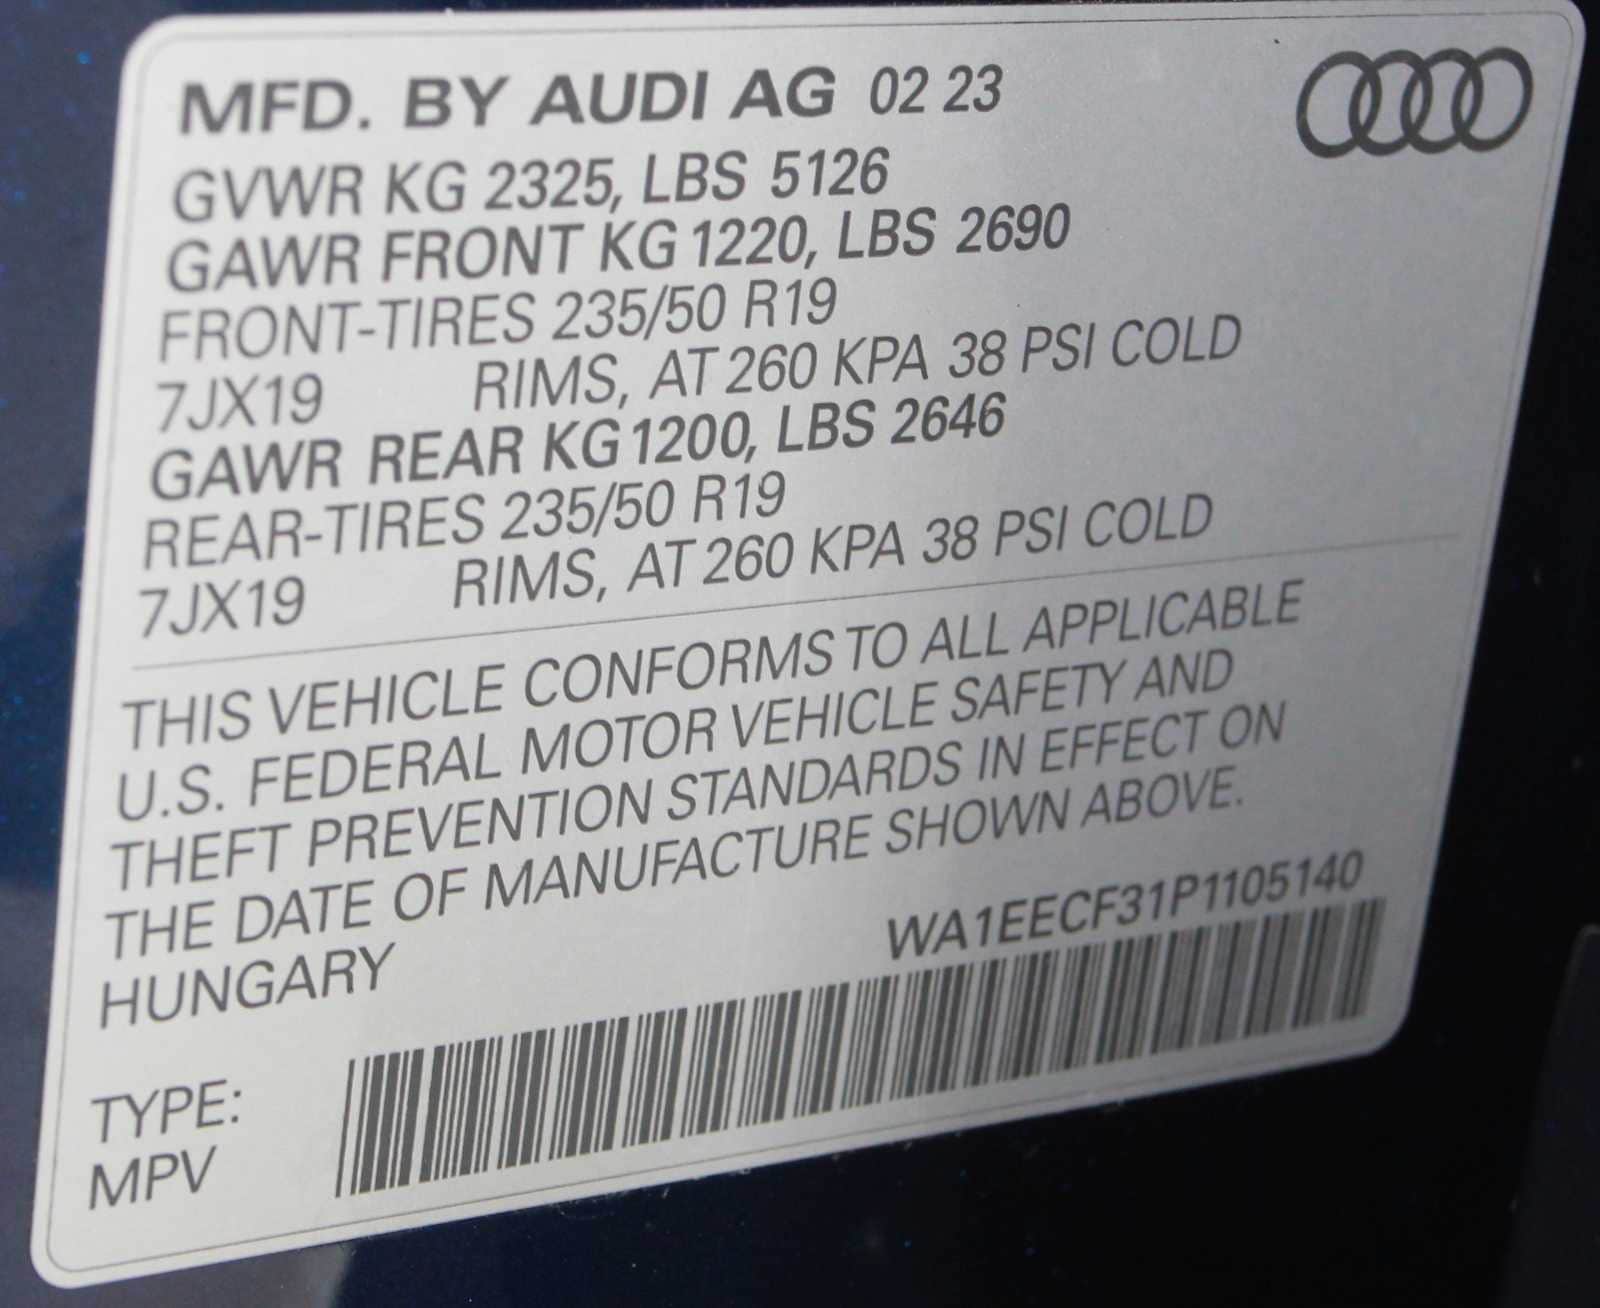 MFD. BY AUDI AG 02 23
GVWR KG 2325, LBS 5126
GAWR FRONT KG 1220, LBS 2690
FRONT-TIRES 235/50 R19
7JX19 RIMS, AT 260 KPA 38 PSI COLD
GAWR REAR KG 1200, LBS 2646
REAR-TIRES 235/50 R19
7JX19 RIMS, AT 260 KPA 38 PSI COLD
THIS VEHICLE CONFORMS TO ALL APPLICABLE
U.S. FEDERAL MOTOR VEHICLE SAFETY AND
THEFT PREVENTION STANDARDS IN EFFECT ON
THE DATE OF MANUFACTURE SHOWN ABOVE.
HUNGARY
WA1EECF31P1105140
TYPE:
MPV